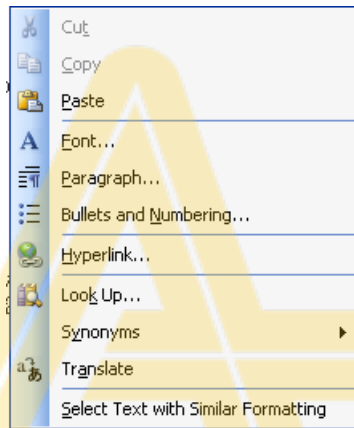 Cut
Copy
Paste
Font...
Paragraph...
Bullets and Numbering...
Hyperlink...
Look Up...
Synonyms
Translate
Select Text with Similar Formatting